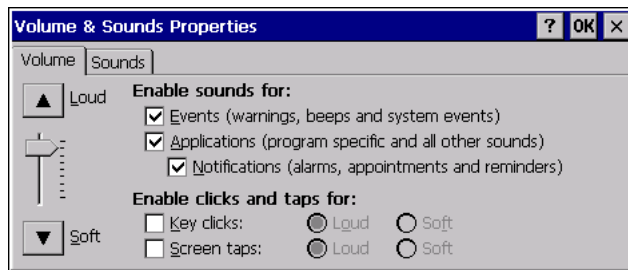 Volume & Sounds Properties ? OK ×
Volume Sounds
Loud
Enable sounds for:
Events (warnings, beeps and system events)
Applications (program specific and all other sounds)
Notifications (alarms, appointments and reminders)
Enable clicks and taps for:
Key clicks: Loud Soft
Soft
Screen taps: Loud Soft